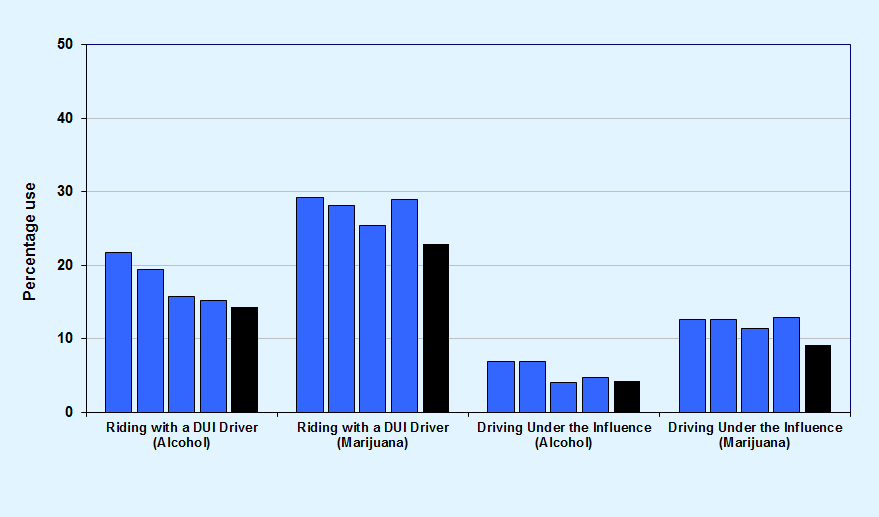 50
40
30
20
10
0
Percentage use
Riding with a DUI Driver
(Alcohol)
Riding with a DUI Driver
(Marijuana)
Driving Under the Influence
(Alcohol)
Driving Under the Influence
(Marijuana)